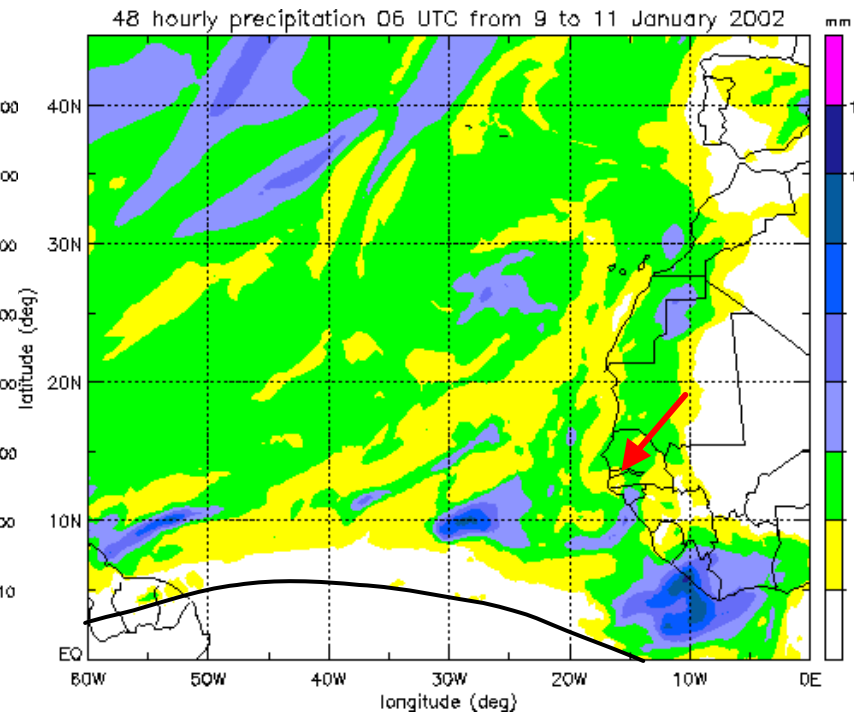 48 hourly precipitation 06 UTC from 9 to 11 January 2002
mm
latitude (deg)
40N
30N
20N
10N
EQ
60W 50W 40W 30W 20W 10W 0E
longitude (deg)